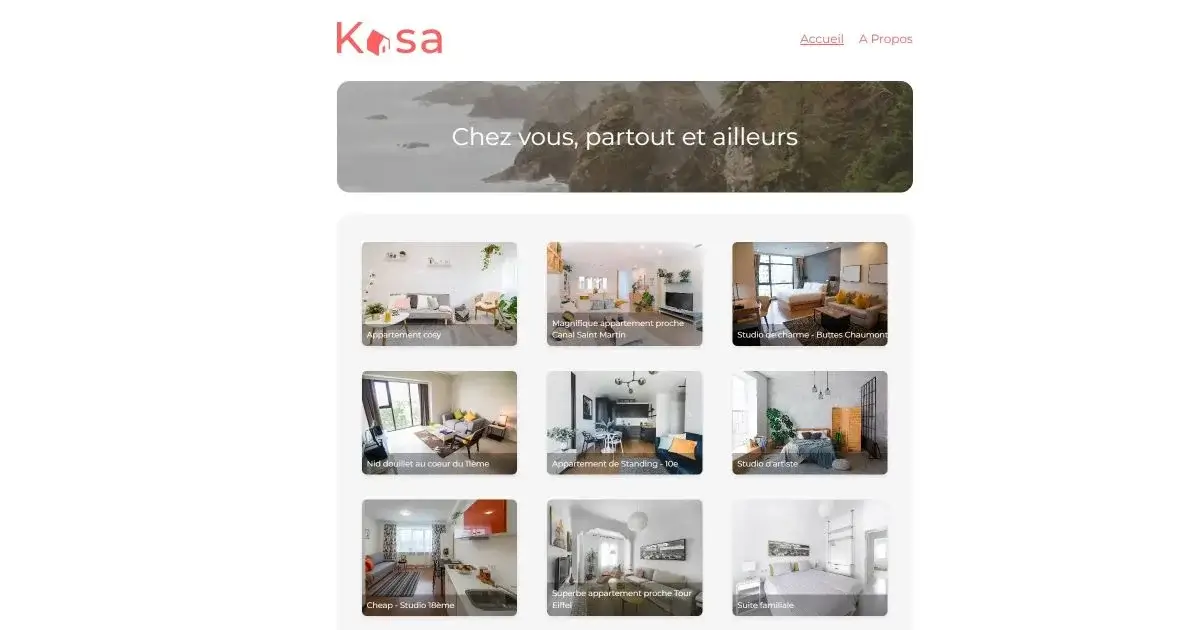 Kasa
Accueil
A Propos
Chez vous, partout et ailleurs
Appartement cosy
Magnifique appartement proche
Canal Saint Martin
Studio de charme - Buttes Chaumont
Nid douillet au coeur du 11ème
Appartement de Standing - 10e
Studio d'artiste
Cheap - Studio 18ème
Superbe appartement proche Tour
Eiffel
Suite familiale